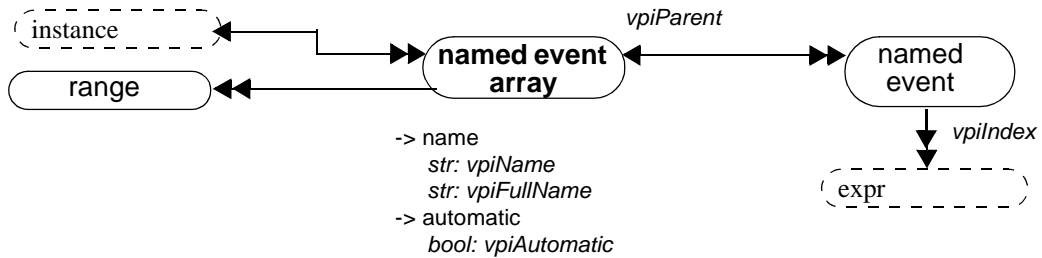 vpiParent
instance
named event
array
named
event
range
vpiIndex
-> name
str: vpiName
str: vpiFullName
-> automatic
bool: vpiAutomatic
expr